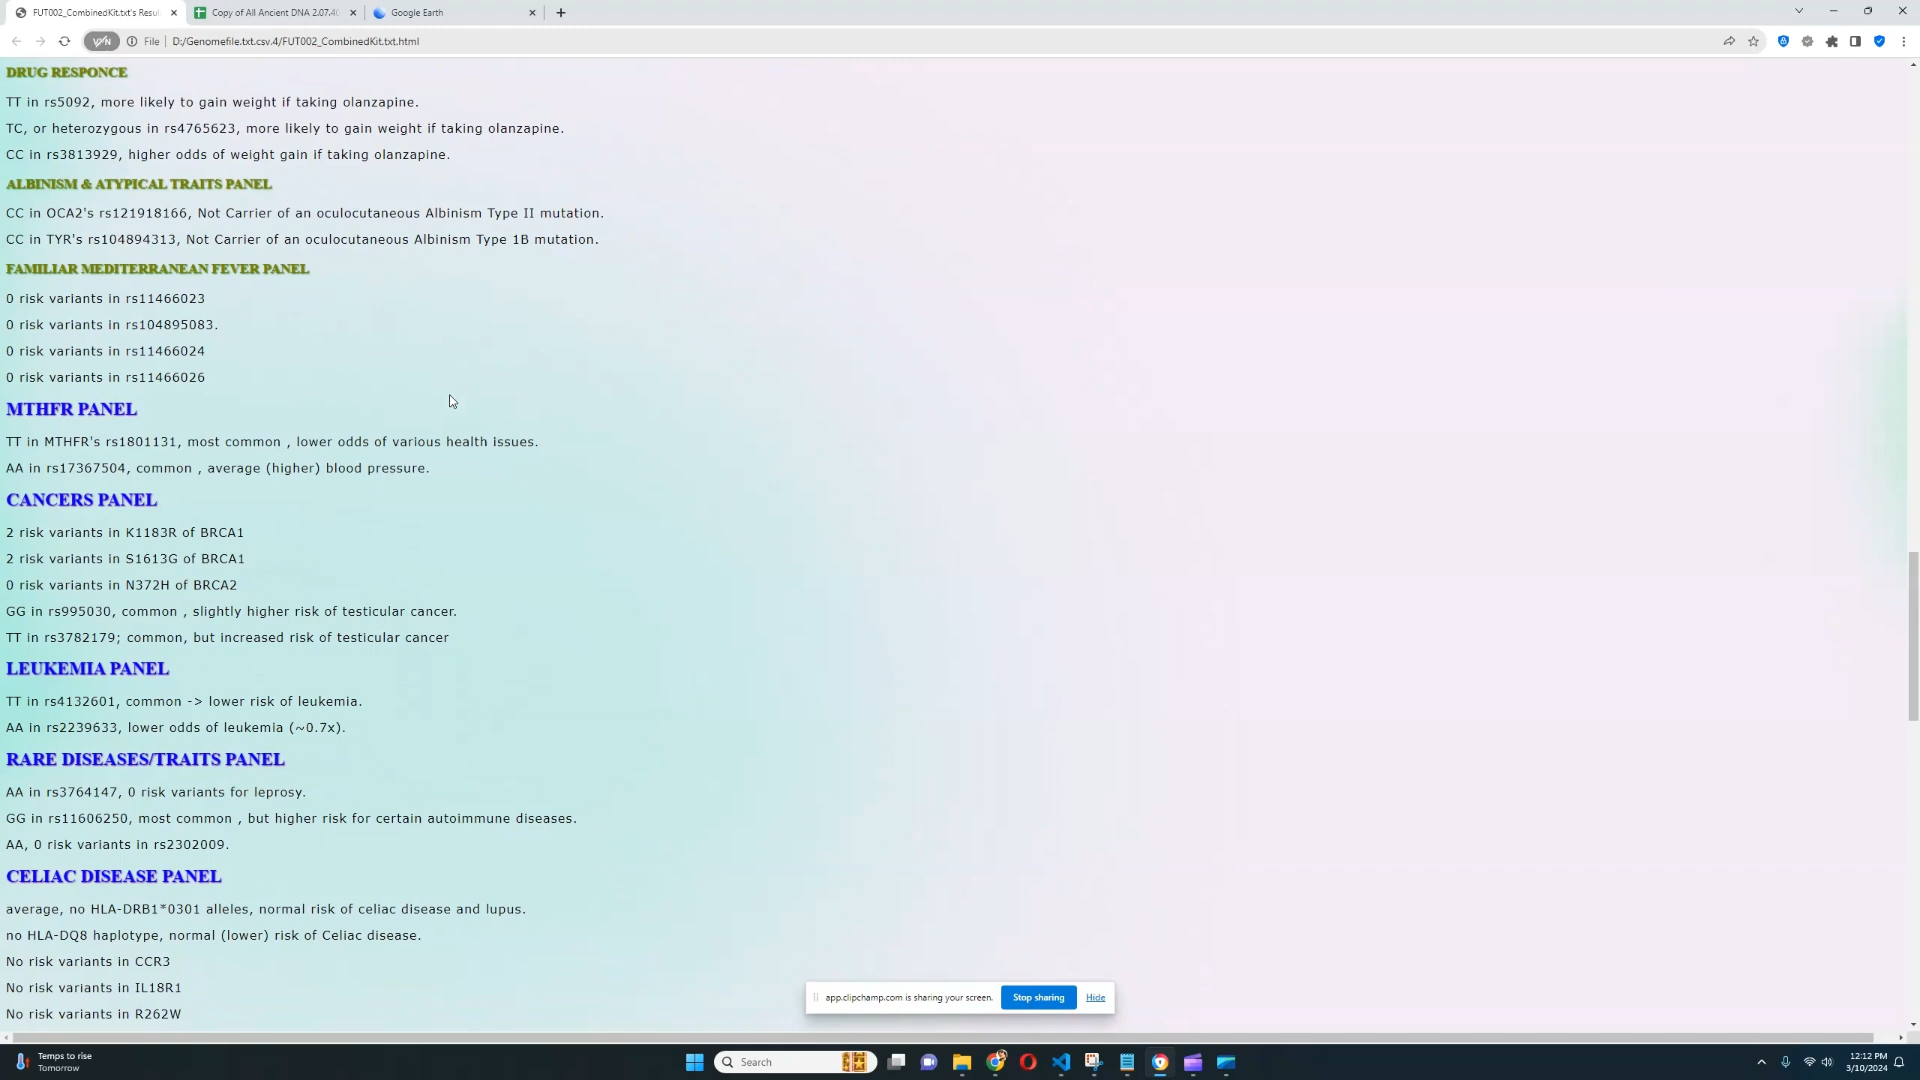 FUT002_CombinedKit.txt's Resul
Copy of All Ancient DNA 2.07.40
Google Earth
VPN
File
D:/Genomefile.txt.csv.4/FUT002_CombinedKit.txt.html
DRUG RESPONCE
TT in rs5092, more likely to gain weight if taking olanzapine.
TC, or heterozygous in rs4765623, more likely to gain weight if taking olanzapine.
CC in rs3813929, higher odds of weight gain if taking olanzapine.
ALBINISM & ATYPICAL TRAITS PANEL
CC in OCA2's rs121918166, Not Carrier of an oculocutaneous Albinism Type II mutation.
CC in TYR's rs104894313, Not Carrier of an oculocutaneous Albinism Type 1B mutation.
FAMILIAR MEDITERRANEAN FEVER PANEL
0 risk variants in rs11466023
0 risk variants in rs104895083.
0 risk variants in rs11466024
0 risk variants in rs11466026
MTHFR PANEL
TT in MTHFR's rs1801131, most common , lower odds of various health issues.
AA in rs17367504, common , average (higher) blood pressure.
CANCERS PANEL
2 risk variants in K1183R of BRCA1
2 risk variants in S1613G of BRCA1
0 risk variants in N372H of BRCA2
GG in rs995030, common , slightly higher risk of testicular cancer.
TT in rs3782179; common, but increased risk of testicular cancer
LEUKEMIA PANEL
TT in rs4132601, common -> lower risk of leukemia.
AA in rs2239633, lower odds of leukemia (~0.7x).
RARE DISEASES/TRAITS PANEL
AA in rs3764147, 0 risk variants for leprosy.
GG in rs11606250, most common , but higher risk for certain autoimmune diseases.
AA, 0 risk variants in rs2302009.
CELIAC DISEASE PANEL
average, no HLA-DRB1*0301 alleles, normal risk of celiac disease and lupus.
no HLA-DQ8 haplotype, normal (lower) risk of Celiac disease.
No risk variants in CCR3
No risk variants in IL18R1
No risk variants in R262W
app.clipchamp.com is sharing your screen.
Stop sharing
Hide
Temps to rise
Tomorrow
Search
12:12 PM
3/10/2024